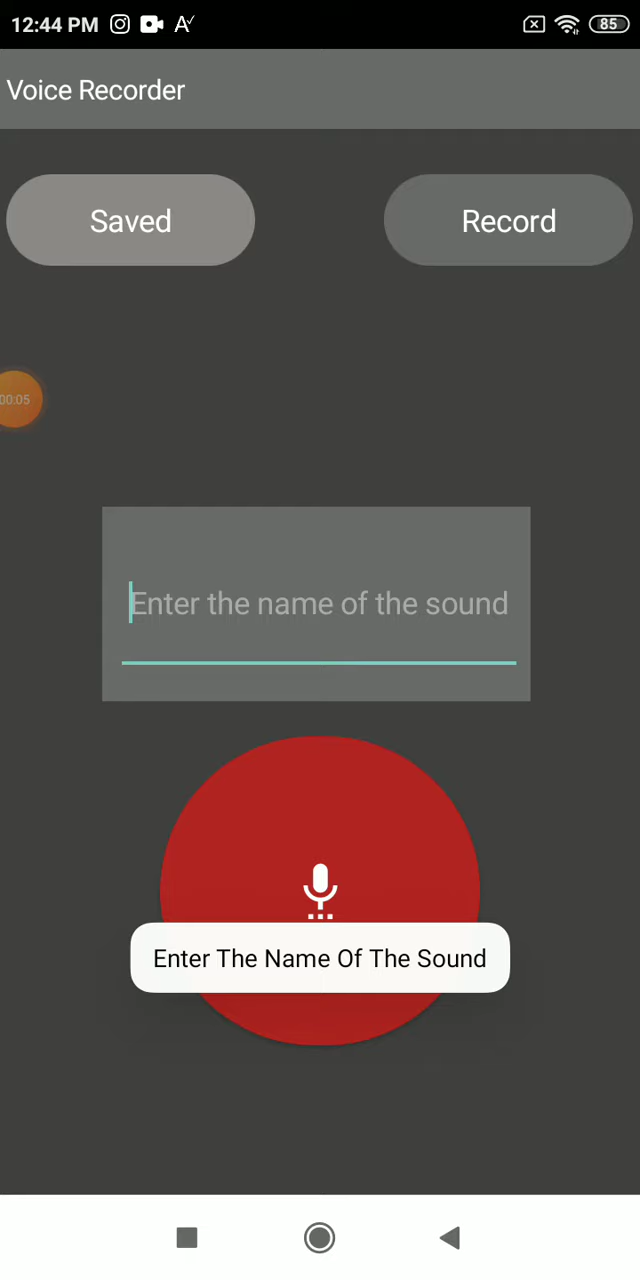 12:44 PM
85
Voice Recorder
Saved
Record
00:05
Enter the name of the sound
Enter The Name Of The Sound